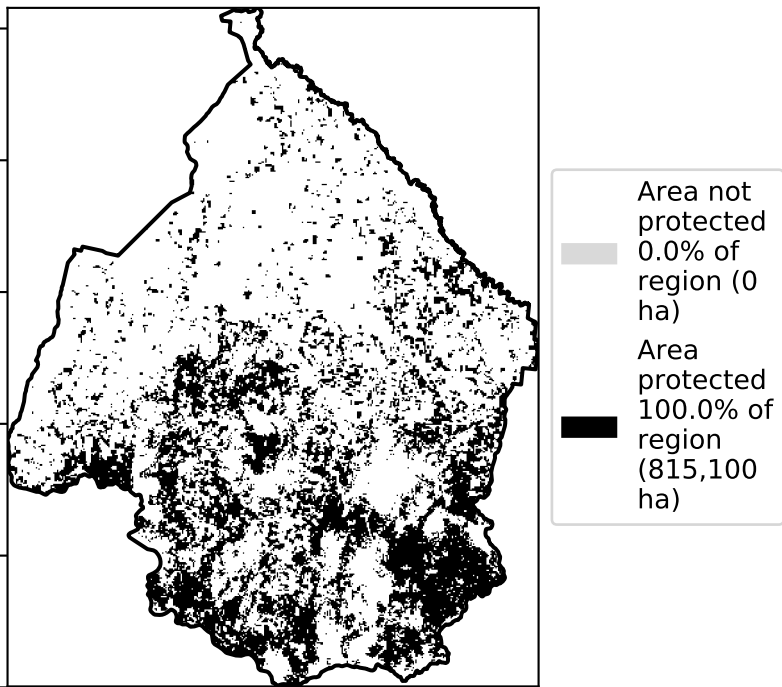 Area not
protected
0.0% of
region (0
ha)
Area
protected
100.0% of
region
(815,100
ha)